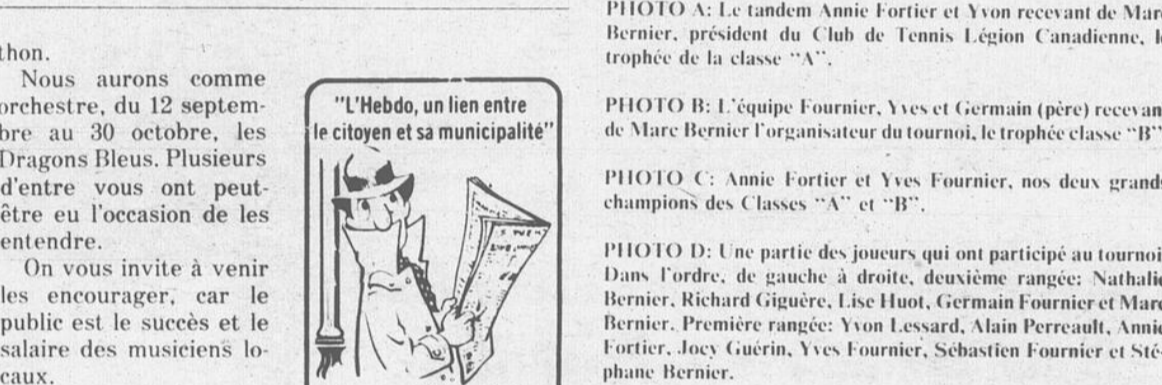 thon.
Nous aurons comme
orchestre, du 12 septem-
bre au 30 octobre, les
Dragons Bleus. Plusieurs
d'entre vous ont peut-
être eu l'occasion de les
entendre.
On vous invite à venir
les encourager, car le
public est le succès et le
salaire des musiciens lo-
caux.
"L'Hebdo, un lien entre
le citoyen et sa municipalité"
PHOTO A: Le tandem Annie Fortier et Yvon recevant de Marc
Bernier, président du Club de Tennis Légion Canadienne, le
trophée de la classe "A".
PHOTO B: L'équipe Fournier, Yves et Germain (père) recevant
de Marc Bernier l'organisateur du tournoi, le trophée classe "B"
PHOTO C: Annie Fortier et Yves Fournier, nos deux grands
champions des Classes "A" et "B".
PHOTO D: Une partie des joueurs qui ont participé au tournoi
Dans l'ordre, de gauche à droite, deuxième rangée: Nathalie
Bernier, Richard Giguère, Lise Huot, Germain Fournier et Marc
Bernier. Première rangée: Yvon Lessard, Alain Perreault, Annie
Fortier, Joey Guérin, Yves Fournier, Sébastien Fournier et Sté-
phane Bernier.